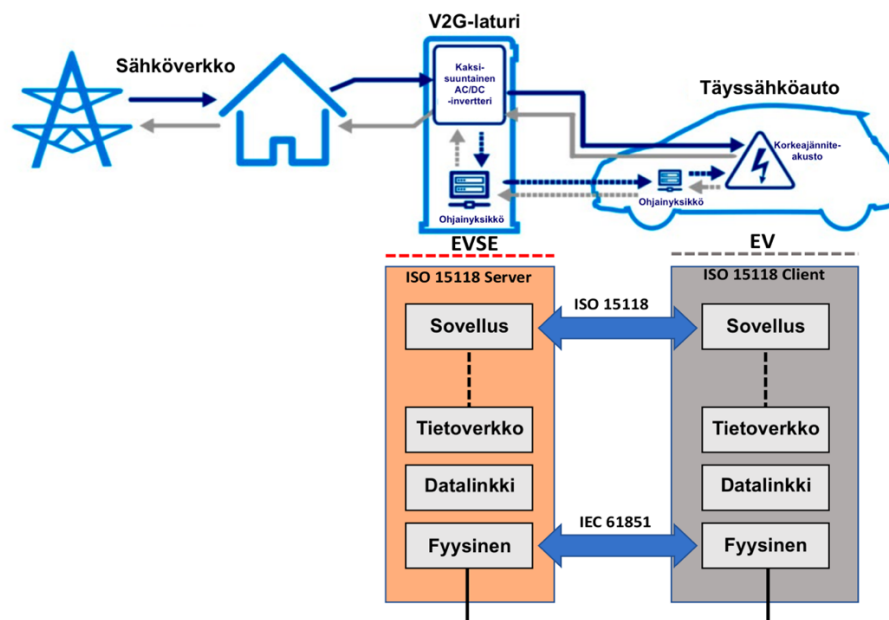 V2G-laturi
Sähköverkko
Kaksi-
suuntainen
AC/DC
-invertteri
Täyssähköauto
Korkeajännite-
akusto
Ohjainyksikkö
Ohjainyksikkö
EVSE
EV
ISO 15118 Server
ISO 15118 Client
ISO 15118
Sovellus
Sovellus
Tietoverkko
Tietoverkko
Datalinkki
Datalinkki
IEC 61851
Fyysinen
Fyysinen